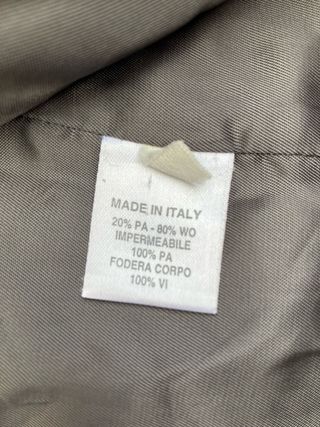 MADE IN ITALY
20% PA - 80% WO
IMPERMEABILE
100% PA
FODERA CORPO
100% VI